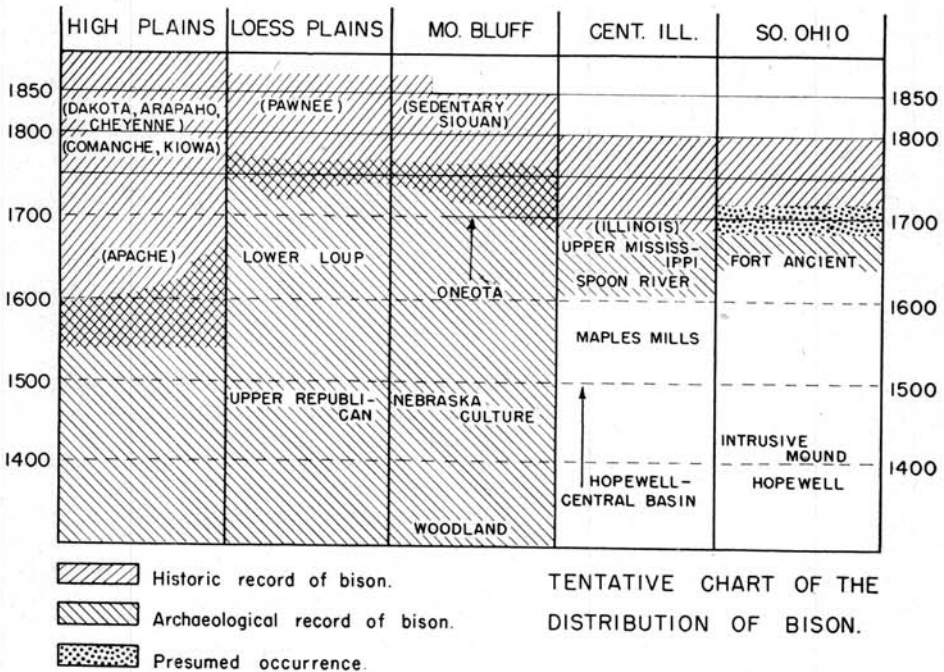 HIGH PLAINS
LOESS PLAINS
MO. BLUFF
CENT. ILL.
SO. OHIO
1850
1800
1700
1600
1500
1400
(DAKOTA, ARAPAHO,
CHEYENNE)
(COMANCHE, KIOWA)
(APACHE)
(PAWNEE)
LOWER LOUP
UPPER REPUBLI-
CAN
(SEDENTARY
SIOUAN)
ONEOTA
NEBRASKA
CULTURE
WOODLAND
(ILLINOIS)
UPPER MISSISS-
IPPI
SPOON RIVER
MAPLES MILLS
HOPEWELL-
CENTRAL BASIN
FORT ANCIENT
INTRUSIVE
MOUND
HOPEWELL
1850
1800
1700
1600
1500
1400
Historic record of bison.
Archaeological record of bison.
Presumed occurrence.
TENTATIVE CHART OF THE
DISTRIBUTION OF BISON.